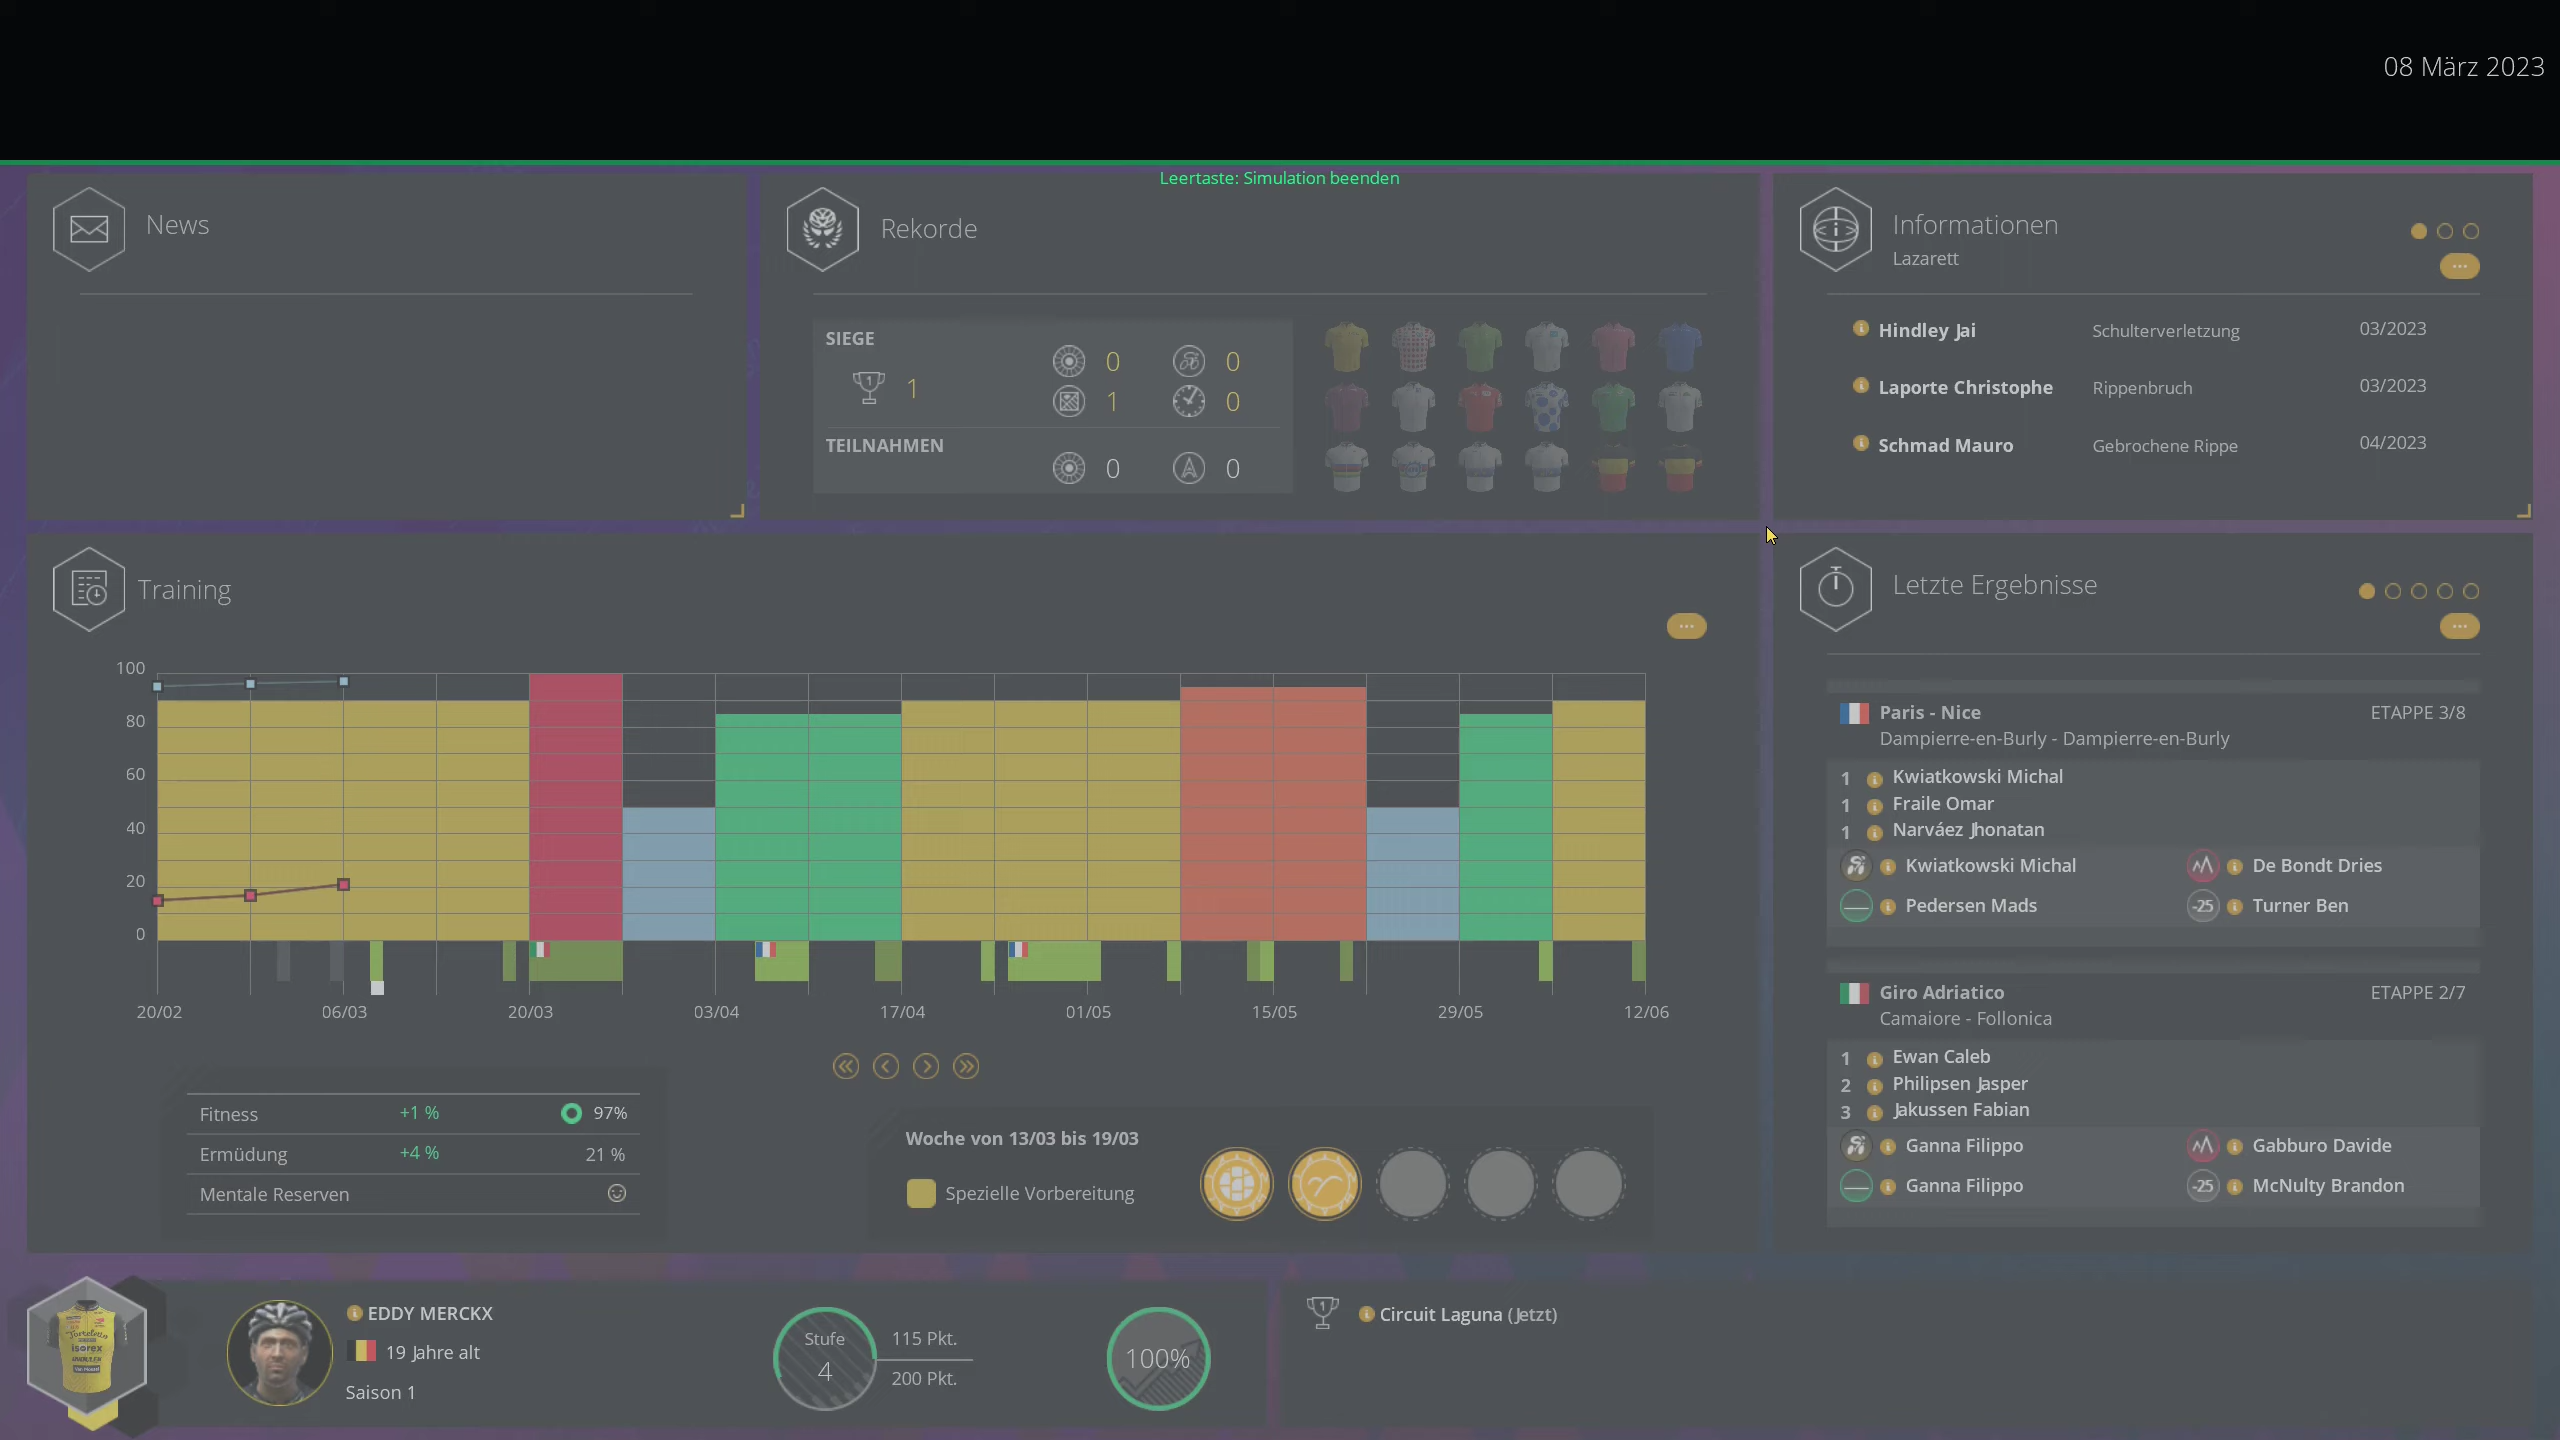 08 März 2023
Leertaste: Simulation beenden
News
Rekorde
SIEGE
1
0
0
1
0
TEILNAHMEN
0
0
Informationen
Lazarett
...
Hindley Jai Schulterverletzung 03/2023
Laporte Christophe Rippenbruch 03/2023
Schmad Mauro Gebrochene Rippe 04/2023
Training
...
100
80
60
40
20
0
20/02 06/03 20/03 03/04 17/04 01/05 15/05 29/05 12/06
Fitness +1 % 97%
Ermüdung +4 % 21 %
Mentale Reserven
Woche von 13/03 bis 19/03
Spezielle Vorbereitung
Letzte Ergebnisse
...
Paris - Nice ETAPPE 3/8
Dampierre-en-Burly - Dampierre-en-Burly
1 Kwiatkowski Michal
1 Fraile Omar
1 Narváez Jhonatan
Kwiatkowski Michal De Bondt Dries
Pedersen Mads -25 Turner Ben
Giro Adriatico ETAPPE 2/7
Camaiore - Follonica
1 Ewan Caleb
2 Philipsen Jasper
3 Jakussen Fabian
Ganna Filippo Gabburo Davide
Ganna Filippo -25 McNulty Brandon
isorex
EDDY MERCKX
19 Jahre alt
Saison 1
Stufe
4
115 Pkt.
200 Pkt.
100%
1 Circuit Laguna (Jetzt)